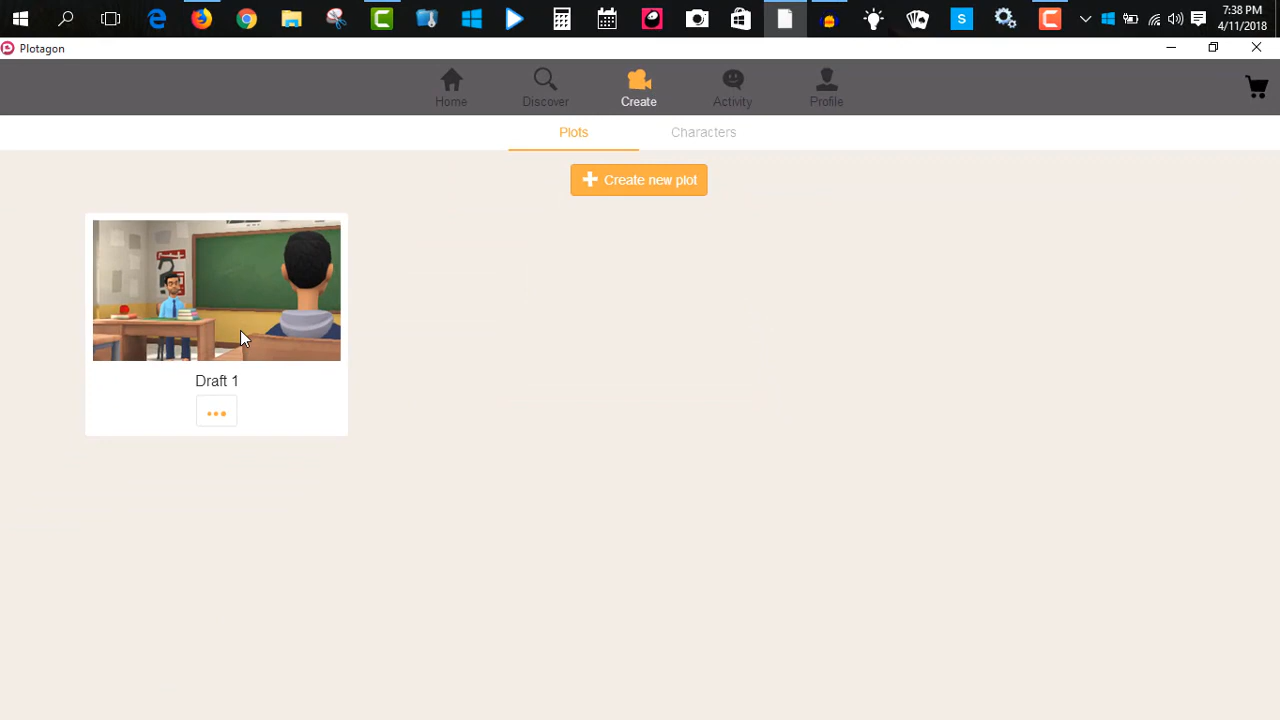 7:38 PM
4/11/2018
Plotagon
Home
Discover
Create
Activity
Profile
Plots
Characters
Create new plot
Draft 1